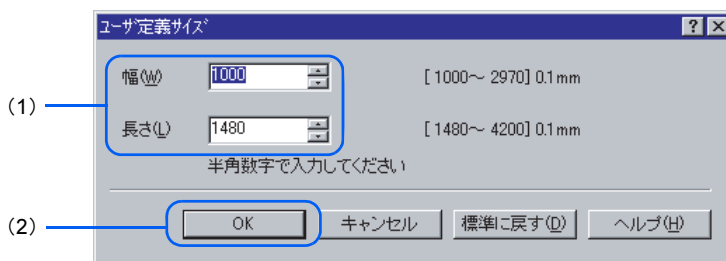 ユーザ定義サイズ
幅(W) 1000 [1000～ 2970] 0.1mm
(1)
長さ(L) 1480 [1480～ 4200] 0.1mm
半角数字で入力してください
(2) OK キャンセル 標準に戻す(D) ヘルプ(H)